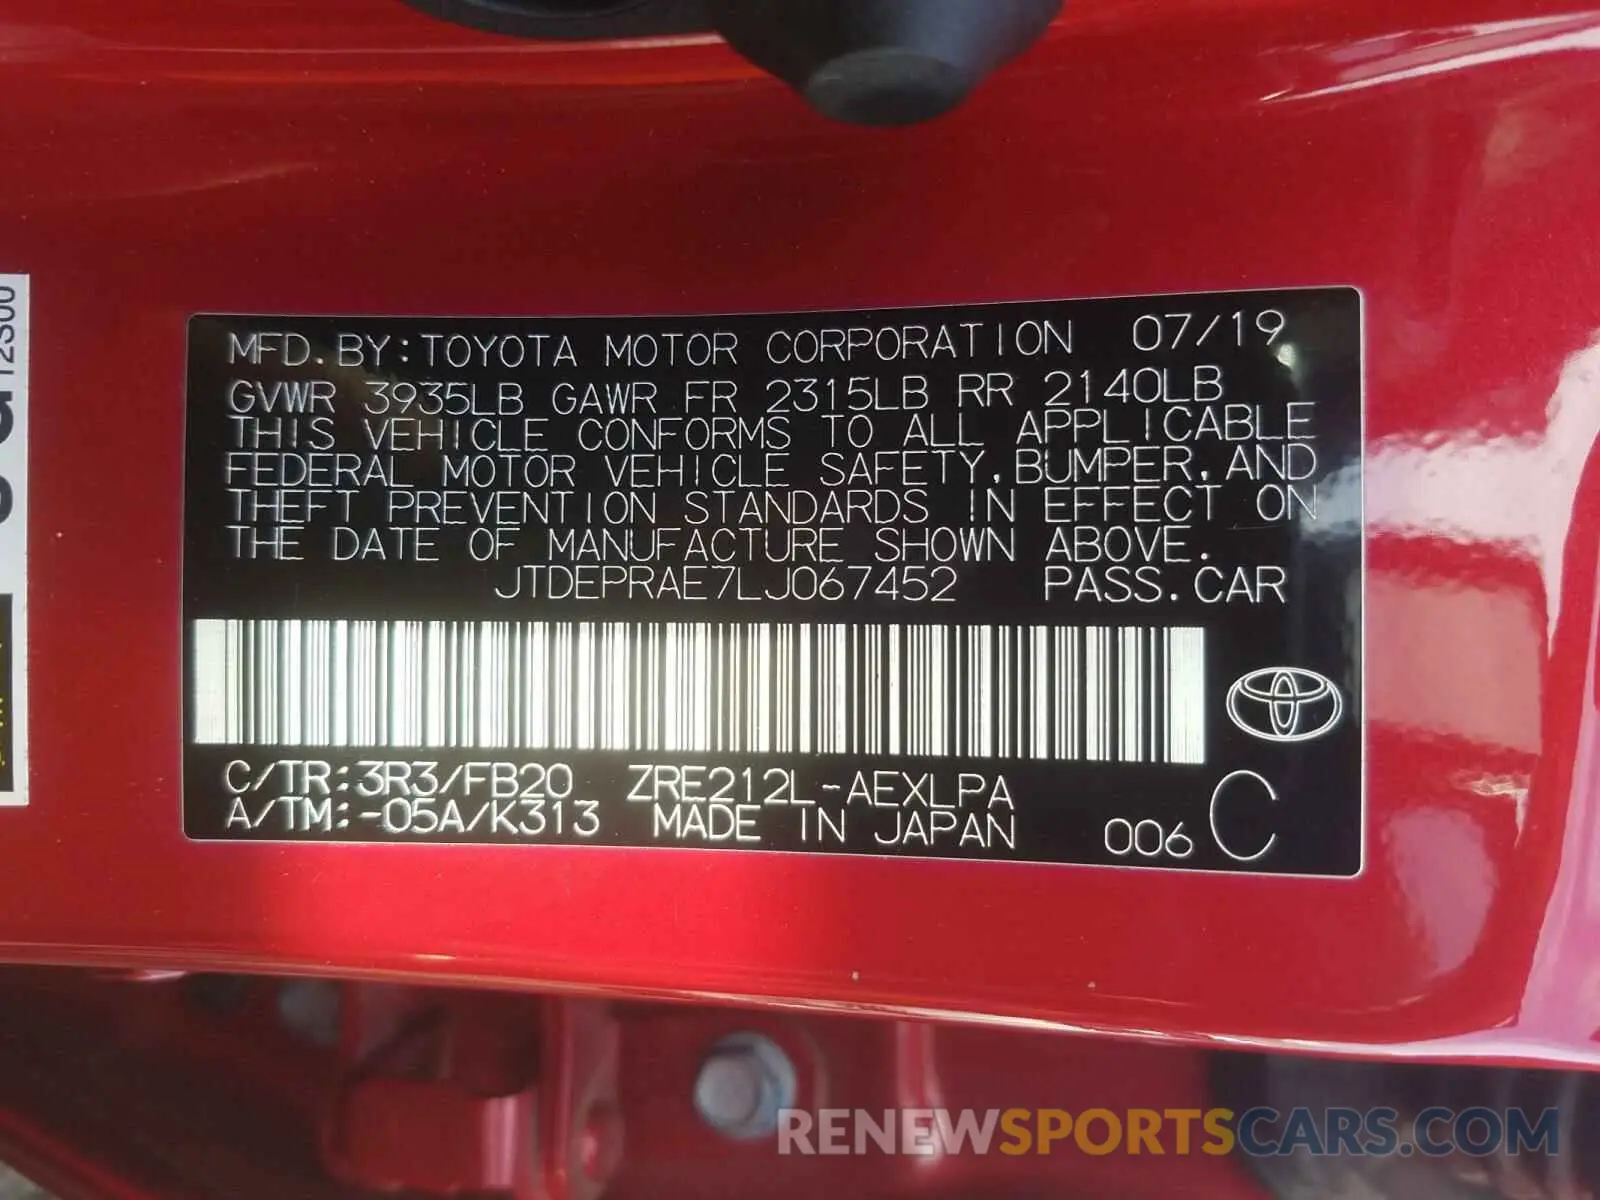 MFD. BY: TOYOTA MOTOR CORPORATION 07/19
GVWR 3935LB GAWR FR 2315LB RR 2140LB
THIS VEHICLE CONFORMS TO ALL APPLICABLE
FEDERAL MOTOR VEHICLE SAFETY, BUMPER, AND
THEFT PREVENTION STANDARDS IN EFFECT ON
THE DATE OF MANUFACTURE SHOWN ABOVE.
JTDEPRAE7LJ067452 PASS. CAR
C/TR: 3R3/FB20 ZRE212L-AEXLPA
A/TM: -05A/K313 MADE IN JAPAN 006 C
12300
RENEWSPORTSCARS.COM